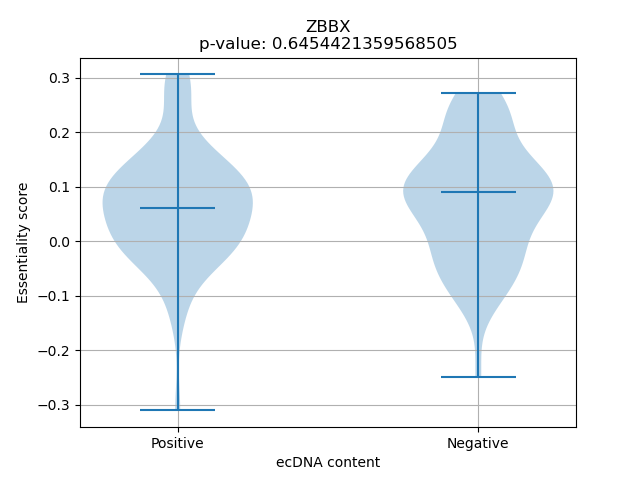 ZBBX
p-value: 0.6454421359568505
0.3
0.2
0.1
0.0
−0.1
−0.2
−0.3
Essentiality score
Positive
Negative
ecDNA content